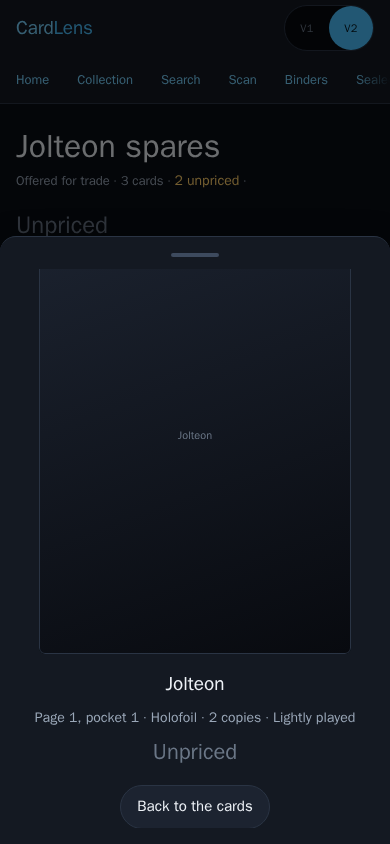 CardLens
V1
V2
Home Collection Search Scan Binders Seale
Jolteon spares
Offered for trade · 3 cards · 2 unpriced ·
Unpriced
Jolteon
Jolteon
Page 1, pocket 1 · Holofoil · 2 copies · Lightly played
Unpriced
Back to the cards